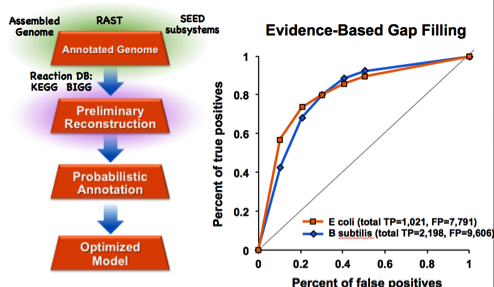 Assembled
Genome
RAST
SEED
subsystems
Annotated Genome
Reaction DB:
KEGG BIGG
Preliminary
Reconstruction
Probabilistic
Annotation
Optimized
Model
Evidence-Based Gap Filling
Percent of true positives
1
0.8
0.6
0.4
0.2
0
E coli (total TP=1,021, FP=7,791)
B subtilis (total TP=2,198, FP=9,606)
0 0.2 0.4 0.6 0.8 1
Percent of false positives